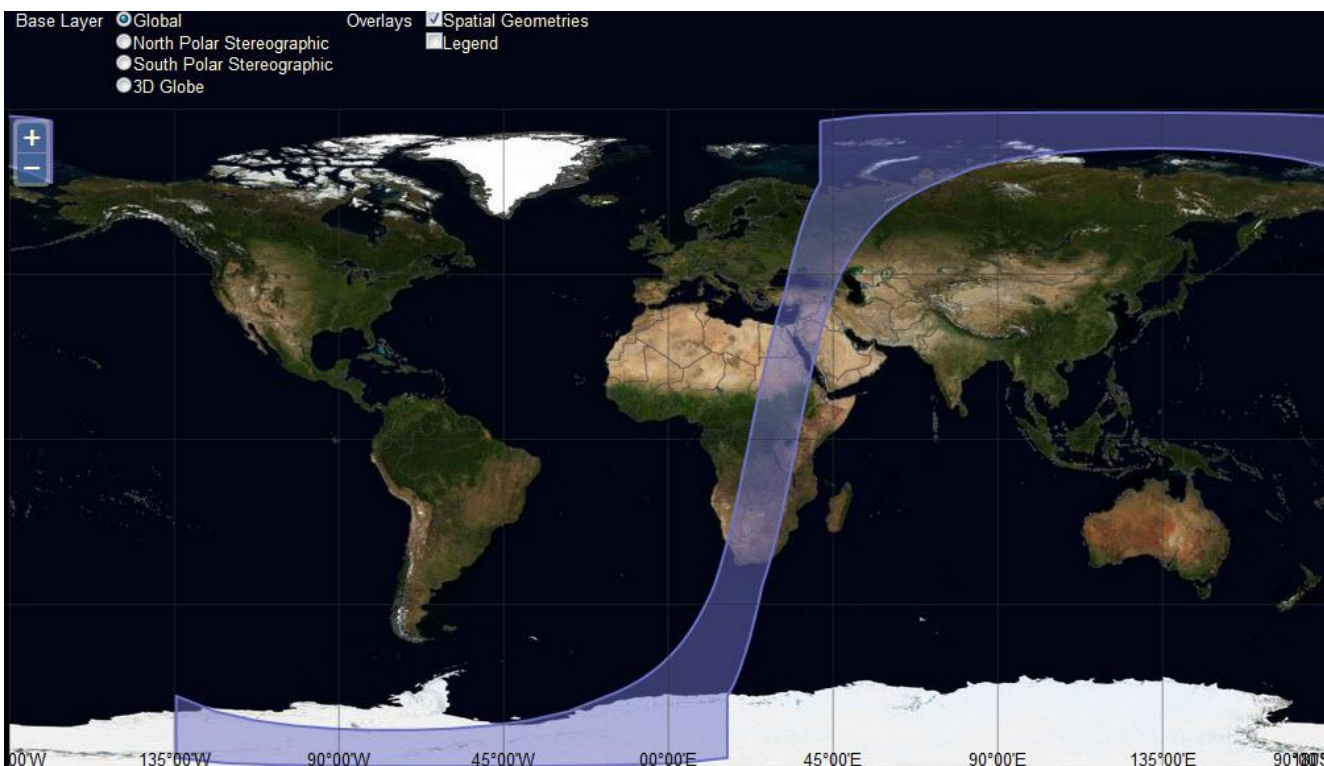 Base Layer Global Overlays Spatial Geometries
North Polar Stereographic Legend
South Polar Stereographic
3D Globe
+
−
00'W 135°00'W 90°00'W 45°00'W 00°00'E 45°00'E 90°00'E 135°00'E